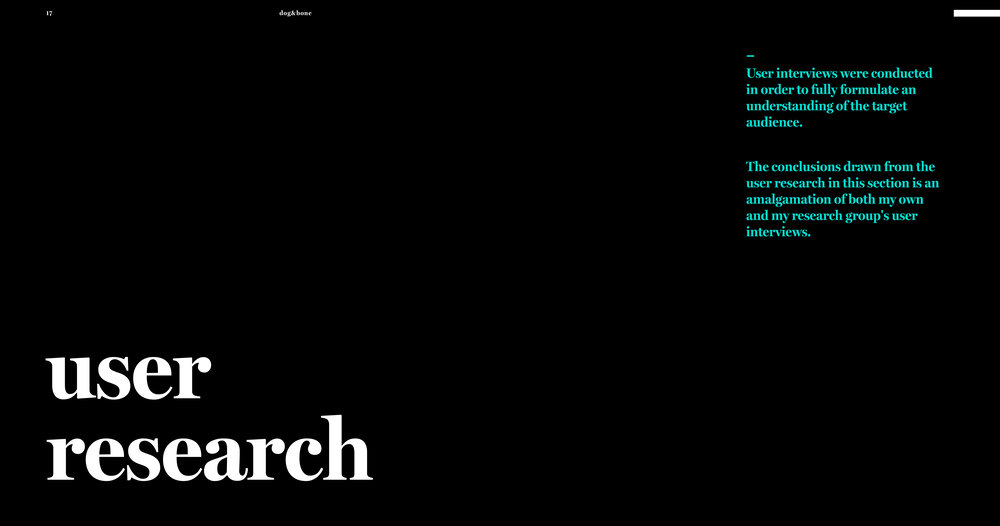 17
dog&bone
–
User interviews were conducted
in order to fully formulate an
understanding of the target
audience.
The conclusions drawn from the
user research in this section is an
amalgamation of both my own
and my research group's user
interviews.
user
research